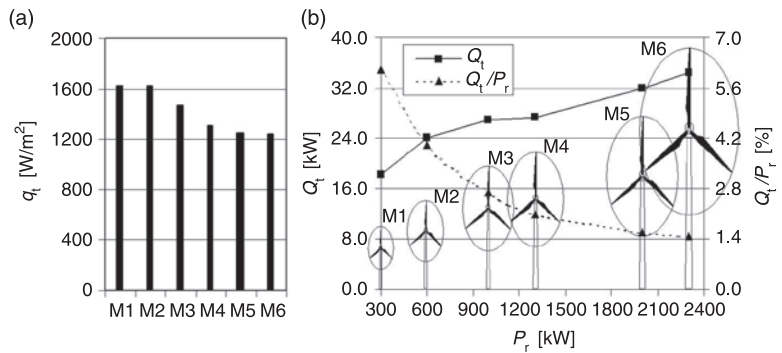 (a)
2000
1600
1200
800
400
0
qt [W/m²]
M1 M2 M3 M4 M5 M6
(b)
40.0
32.0
24.0
16.0
8.0
0.0
Qt [kW]
Qt
Qt/Pr
M1
M2
M3
M4
M5
M6
7.0
5.6
4.2
2.8
1.4
0.0
Qt/Pr [%]
300 600 900 1200 1500 1800 2100 2400
Pr [kW]